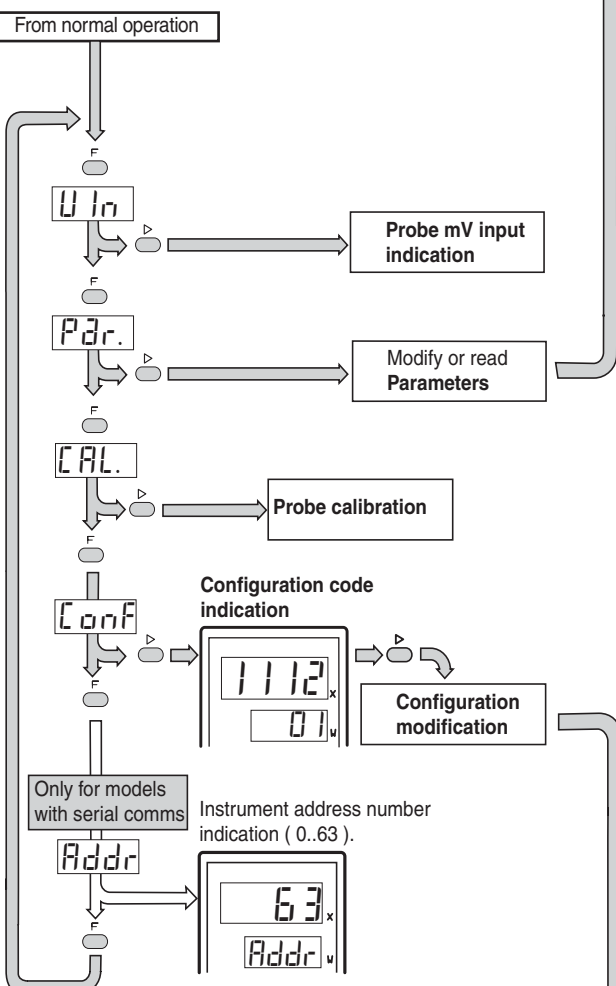 From normal operation
F
U In
▷
Probe mV input
indication
F
Par.
▷
Modify or read
Parameters
F
CAL.
▷
Probe calibration
F
Configuration code
indication
ConF
▷
1112 x
01 w
▷
Configuration
modification
F
Only for models
with serial comms
Instrument address number
indication ( 0..63 ).
Addr
63 x
Addr w
F